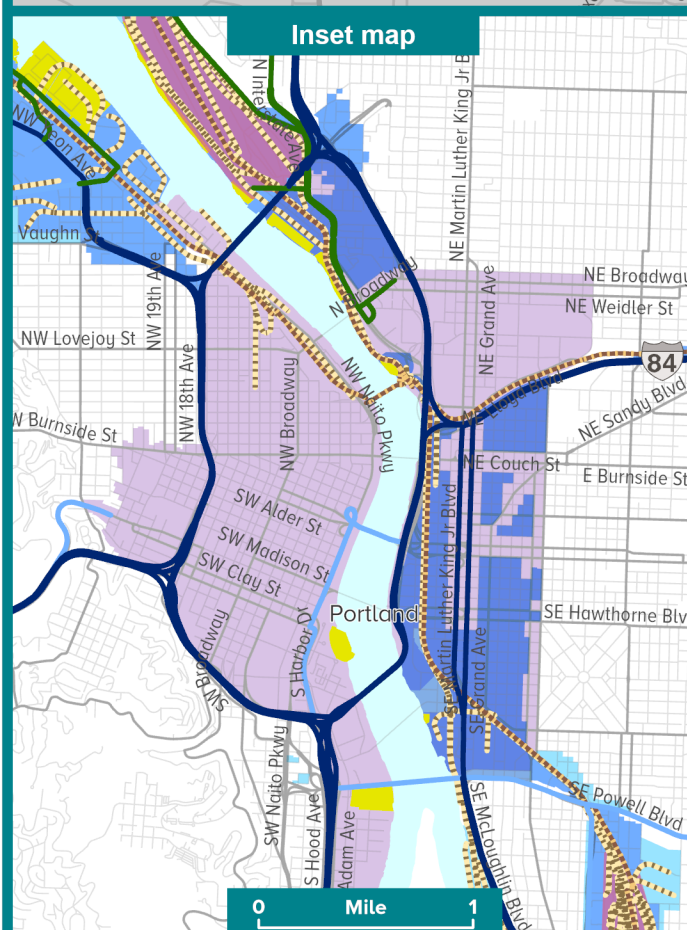 Inset map
N Interstate Ave
NE Martin Luther King Jr B
NW Yeon Ave
Vaughn St
NW 19th Ave
N Broadway
NE Broadway
NE Grand Ave
NE Weidler St
NW Lovejoy St
84
NW 18th Ave
NW Broadway
NW Naito Pkwy
NE Lloyd Blvd
NE Sandy Blvd
W Burnside St
NE Couch St
E Burnside St
SW Alder St
SW Madison St
SW Clay St
SE Martin Luther King Jr Blvd
Portland
SE Hawthorne Blv
S Harbor Dr
SW Broadway
SE Grand Ave
SW Naito Pkwy
S Hood Ave
Adam Ave
SE McLoughlin Blvd
SE Powell Blvd
0 Mile 1